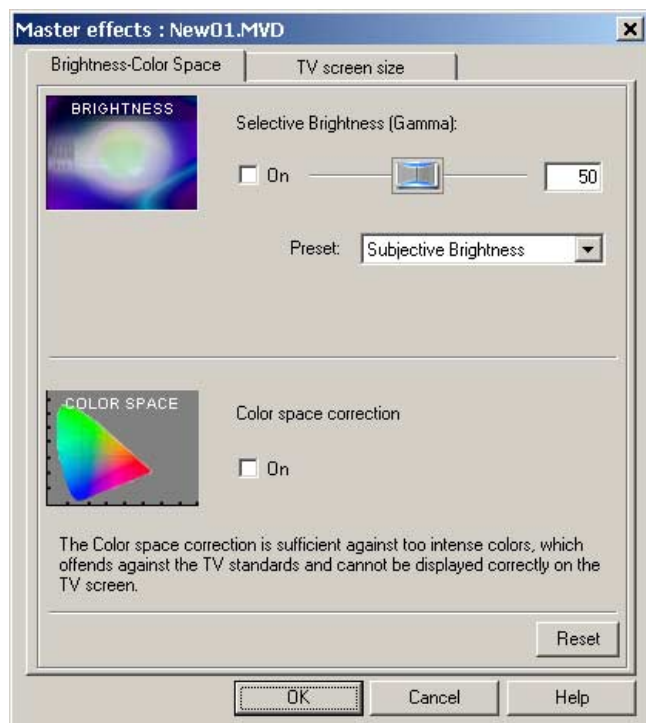 Master effects : New01.MVD
Brightness-Color Space
TV screen size
BRIGHTNESS
Selective Brightness (Gamma):
On
50
Preset:
Subjective Brightness
COLOR SPACE
Color space correction
On
The Color space correction is sufficient against too intense colors, which
offends against the TV standards and cannot be displayed correctly on the
TV screen.
Reset
OK
Cancel
Help